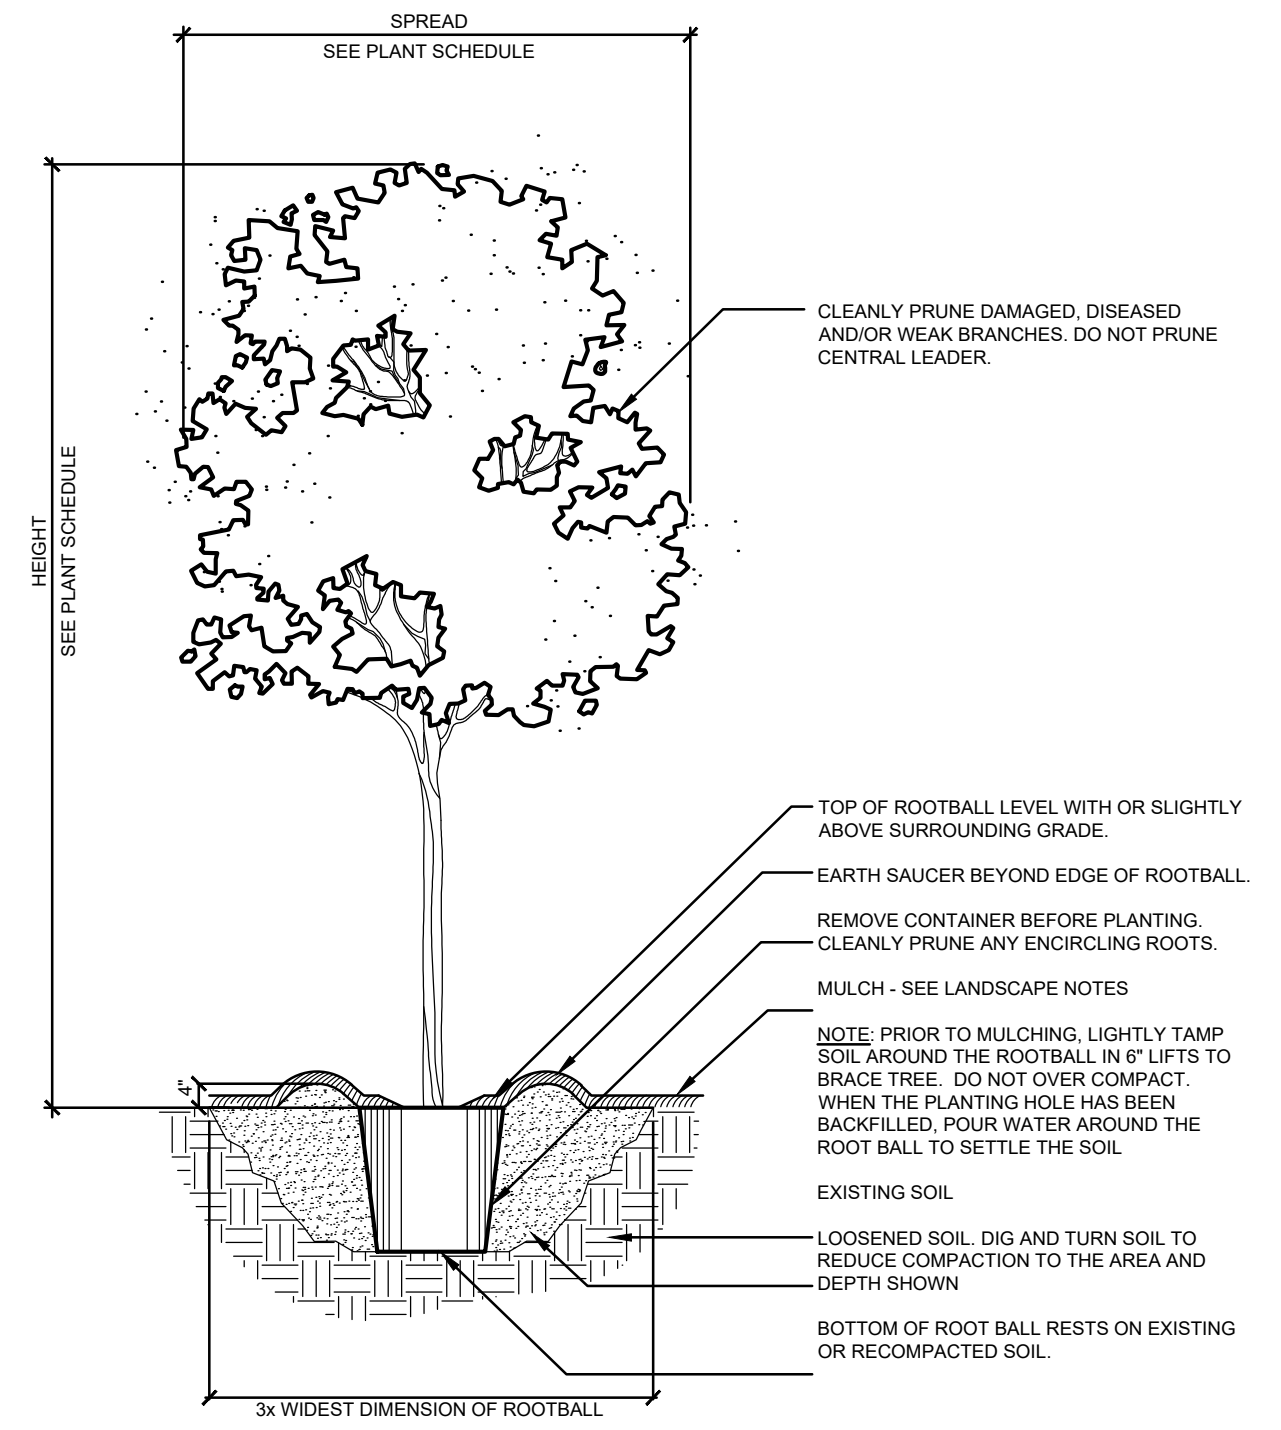 SPREAD
SEE PLANT SCHEDULE
HEIGHT
SEE PLANT SCHEDULE
CLEANLY PRUNE DAMAGED, DISEASED
AND/OR WEAK BRANCHES. DO NOT PRUNE
CENTRAL LEADER.
TOP OF ROOTBALL LEVEL WITH OR SLIGHTLY
ABOVE SURROUNDING GRADE.
EARTH SAUCER BEYOND EDGE OF ROOTBALL.
REMOVE CONTAINER BEFORE PLANTING.
CLEANLY PRUNE ANY ENCIRCLING ROOTS.
MULCH - SEE LANDSCAPE NOTES
NOTE: PRIOR TO MULCHING, LIGHTLY TAMP
SOIL AROUND THE ROOTBALL IN 6" LIFTS TO
BRACE TREE. DO NOT OVER COMPACT.
WHEN THE PLANTING HOLE HAS BEEN
BACKFILLED, POUR WATER AROUND THE
ROOT BALL TO SETTLE THE SOIL
4"
EXISTING SOIL
LOOSENED SOIL. DIG AND TURN SOIL TO
REDUCE COMPACTION TO THE AREA AND
DEPTH SHOWN
BOTTOM OF ROOT BALL RESTS ON EXISTING
OR RECOMPACTED SOIL.
3x WIDEST DIMENSION OF ROOTBALL